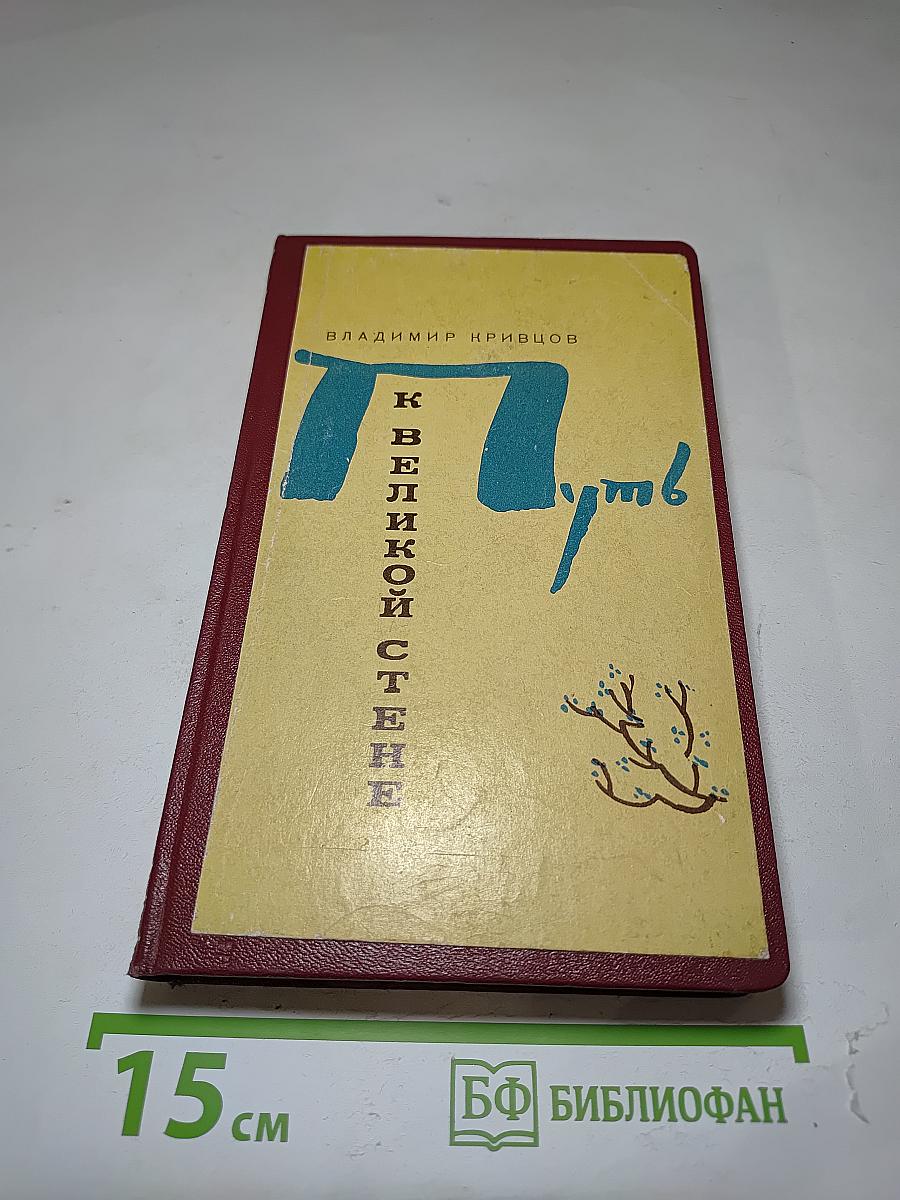 ВЛАДИМИР КРИВЦОВ
Путь
К ВЕЛИКОЙ СТЕНЕ
15 см
БФ БИБЛИОФАН